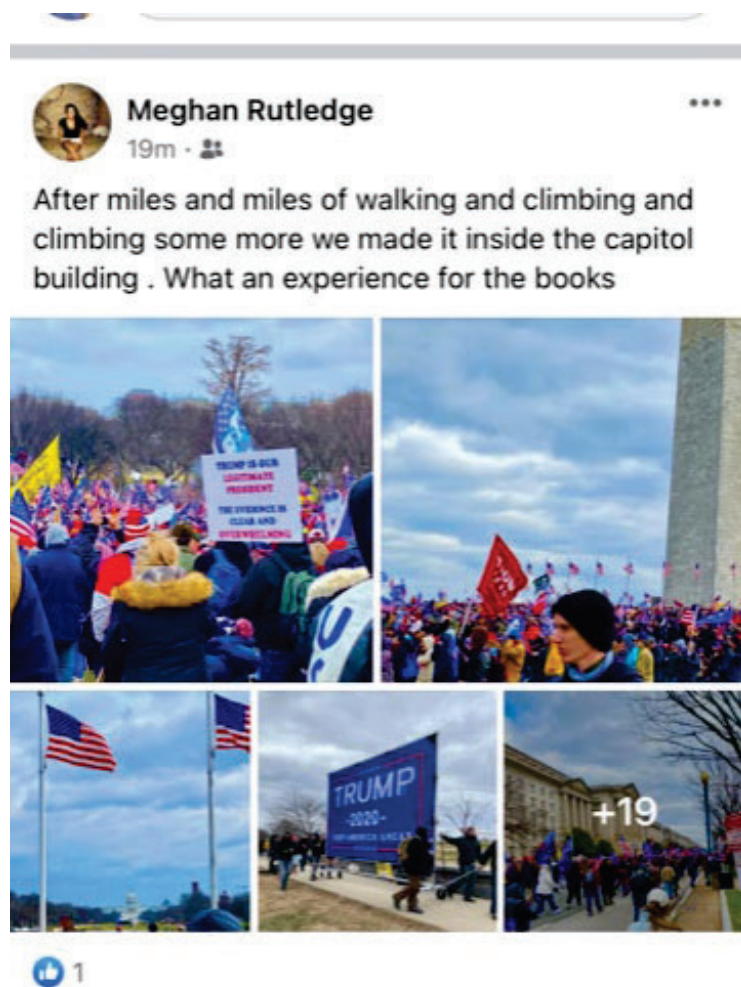 Meghan Rutledge
19m ·
After miles and miles of walking and climbing and
climbing some more we made it inside the capitol
building . What an experience for the books
TRUMP IS OUR
LEGITIMATE
PRESIDENT
THE EVIDENCE IS
CLEAR AND
OVERWHELMING
TRUMP
-2020-
+19
1